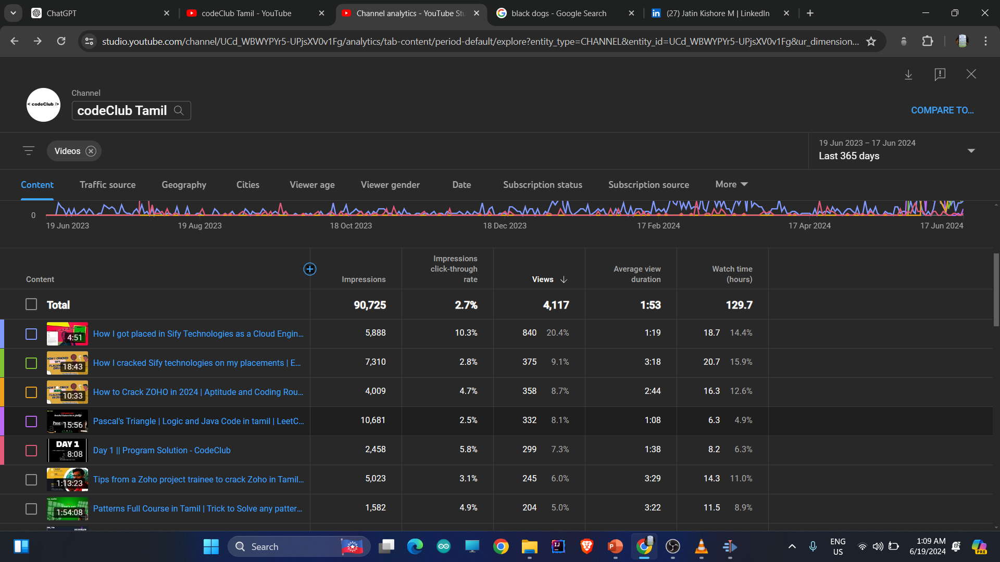 ChatGPT
codeClub Tamil - YouTube
Channel analytics - YouTube Stu
black dogs - Google Search
(27) Jatin Kishore M | LinkedIn
studio.youtube.com/channel/UCd_WBWYPYr5-UPjsXV0v1Fg/analytics/tab-content/period-default/explore?entity_type=CHANNEL&entity_id=UCd_WBWYPYr5-UPjsXV0v1Fg&ur_dimension...
< codeClub />
Channel
codeClub Tamil
COMPARE TO...
Videos
19 Jun 2023 – 17 Jun 2024
Last 365 days
Content Traffic source Geography Cities Viewer age Viewer gender Date Subscription status Subscription source More
0
19 Jun 2023 19 Aug 2023 18 Oct 2023 18 Dec 2023 17 Feb 2024 17 Apr 2024 17 Jun 2024
Content Impressions Impressions click-through rate Views Average view duration Watch time (hours)
Total 90,725 2.7% 4,117 1:53 129.7
4:51 How I got placed in Sify Technologies as a Cloud Engin... 5,888 10.3% 840 20.4% 1:19 18.7 14.4%
18:43 How I cracked Sify technologies on my placements | E... 7,310 2.8% 375 9.1% 3:18 20.7 15.9%
10:33 How to Crack ZOHO in 2024 | Aptitude and Coding Rou... 4,009 4.7% 358 8.7% 2:44 16.3 12.6%
15:56 Pascal's Triangle | Logic and Java Code in tamil | LeetC... 10,681 2.5% 332 8.1% 1:08 6.3 4.9%
DAY 1
8:08 Day 1 || Program Solution - CodeClub 2,458 5.8% 299 7.3% 1:38 8.2 6.3%
1:13:23 Tips from a Zoho project trainee to crack Zoho in Tamil... 5,023 3.1% 245 6.0% 3:29 14.3 11.0%
1:54:08 Patterns Full Course in Tamil | Trick to Solve any patter... 1,582 4.9% 204 5.0% 3:22 11.5 8.9%
accenture
Search
ENG
US
1:09 AM
6/19/2024
PRE